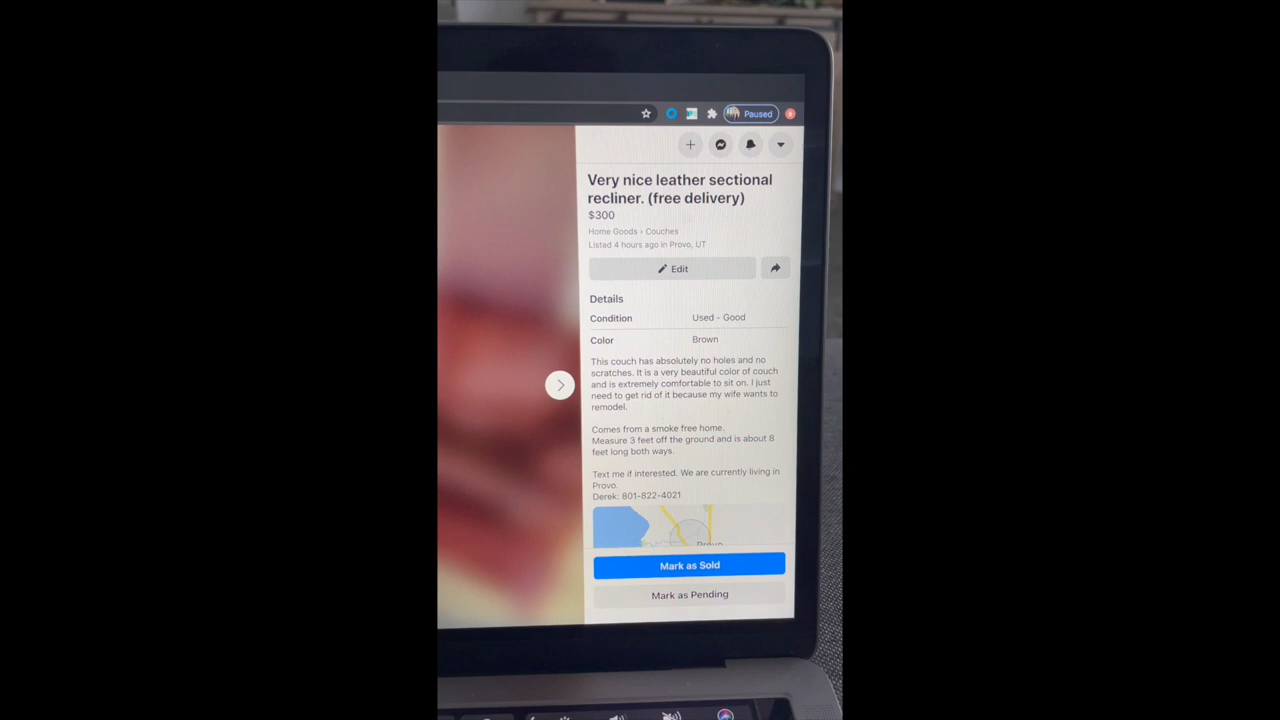 Paused
Very nice leather sectional
recliner. (free delivery)
$300
Home Goods › Couches
Listed 4 hours ago in Provo, UT
Edit
Details
Condition Used - Good
Color Brown
This couch has absolutely no holes and no
scratches. It is a very beautiful color of couch
and is extremely comfortable to sit on. I just
need to get rid of it because my wife wants to
remodel.
Comes from a smoke free home.
Measure 3 feet off the ground and is about 8
feet long both ways.
Text me if interested. We are currently living in
Provo.
Derek: 801-822-4021
Provo
Mark as Sold
Mark as Pending